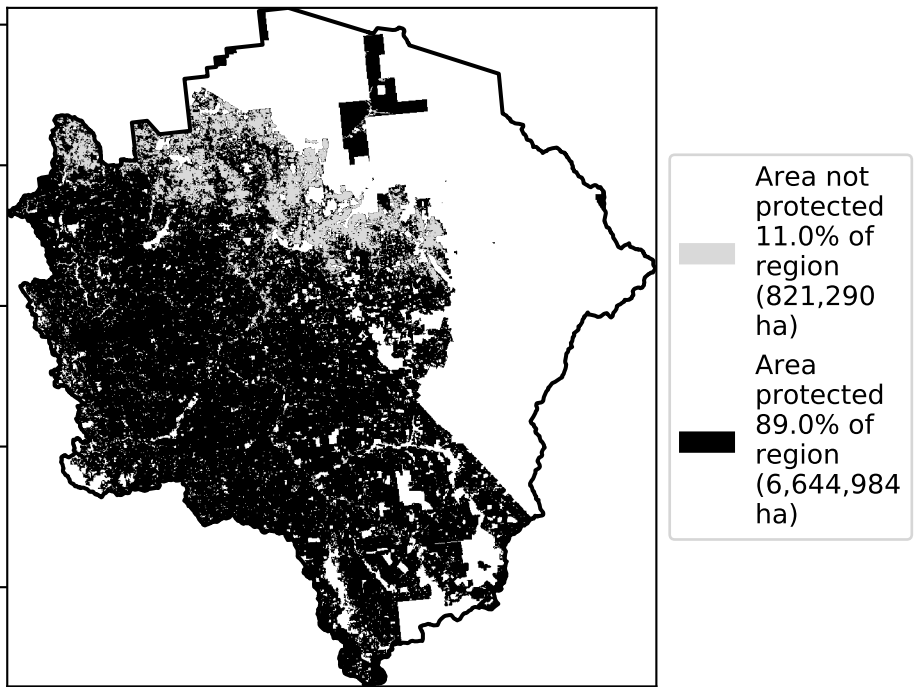 Area not
protected
11.0% of
region
(821,290
ha)
Area
protected
89.0% of
region
(6,644,984
ha)